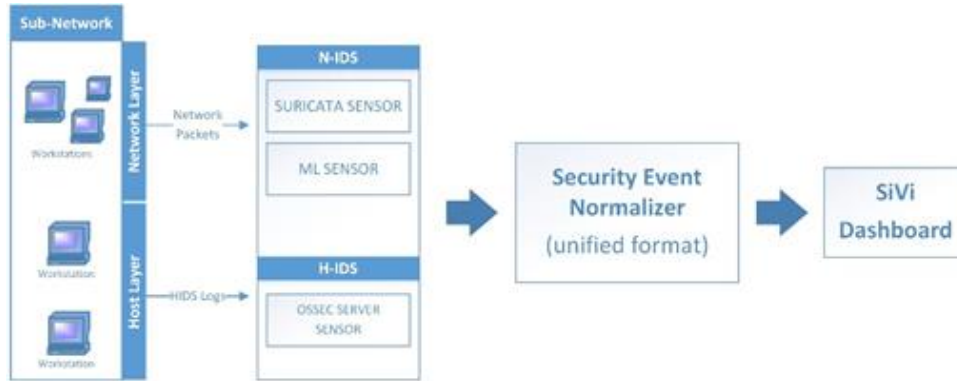 Sub-Network
Workstations
Workstation
Workstation
Network Layer
Host Layer
Network
Packets
HIDS Logs
N-IDS
SURICATA SENSOR
ML SENSOR
H-IDS
OSSEC SERVER
SENSOR
Security Event
Normalizer
(unified format)
SiVi
Dashboard